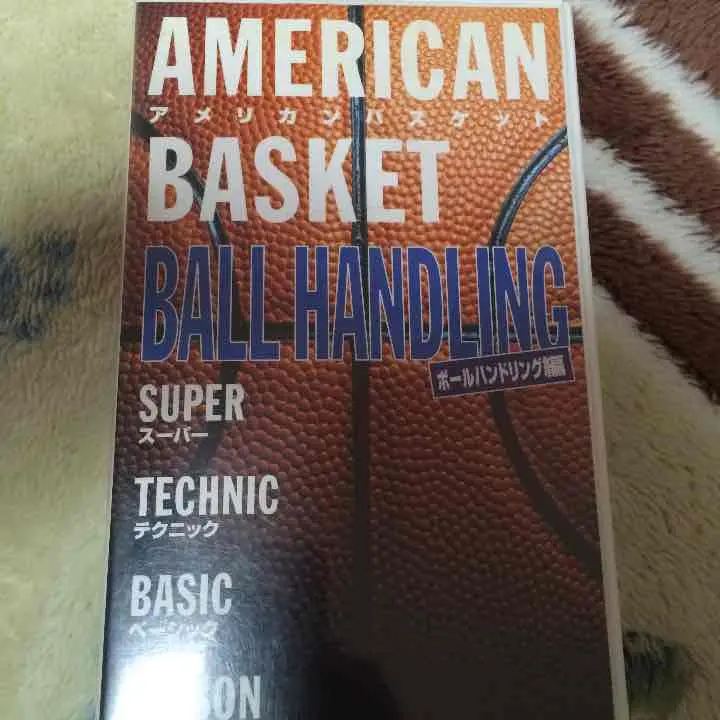 AMERICAN
アメリカンバスケット
BASKET
BALL HANDLING
ボールハンドリング編
SUPER
スーパー
TECHNIC
テクニック
BASIC
ベーシック